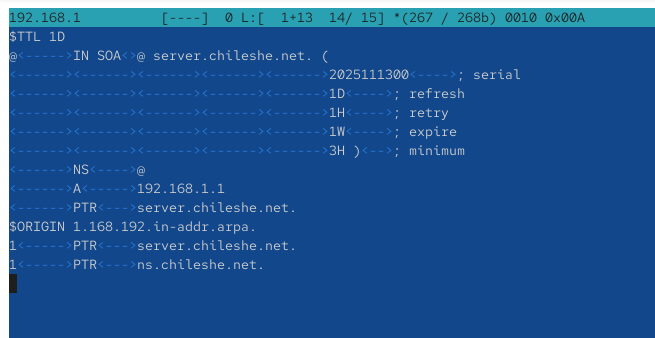 192.168.1 [----] 0 L:[ 1+13 14/ 15] *(267 / 268b) 0010 0x00A
$TTL 1D
@<----->IN SOA<>@ server.chileshe.net. (
<------><------><------><------><------>2025111300<---->; serial
<------><------><------><------><------>1D<---->; refresh
<------><------><------><------><------>1H<---->; retry
<------><------><------><------><------>1W<---->; expire
<------><------><------><------><------>3H )<-->; minimum
<------>NS<---->@
<------>A<----->192.168.1.1
<------>PTR<--->server.chileshe.net.
$ORIGIN 1.168.192.in-addr.arpa.
1<----->PTR<--->server.chileshe.net.
1<----->PTR<--->ns.chileshe.net.